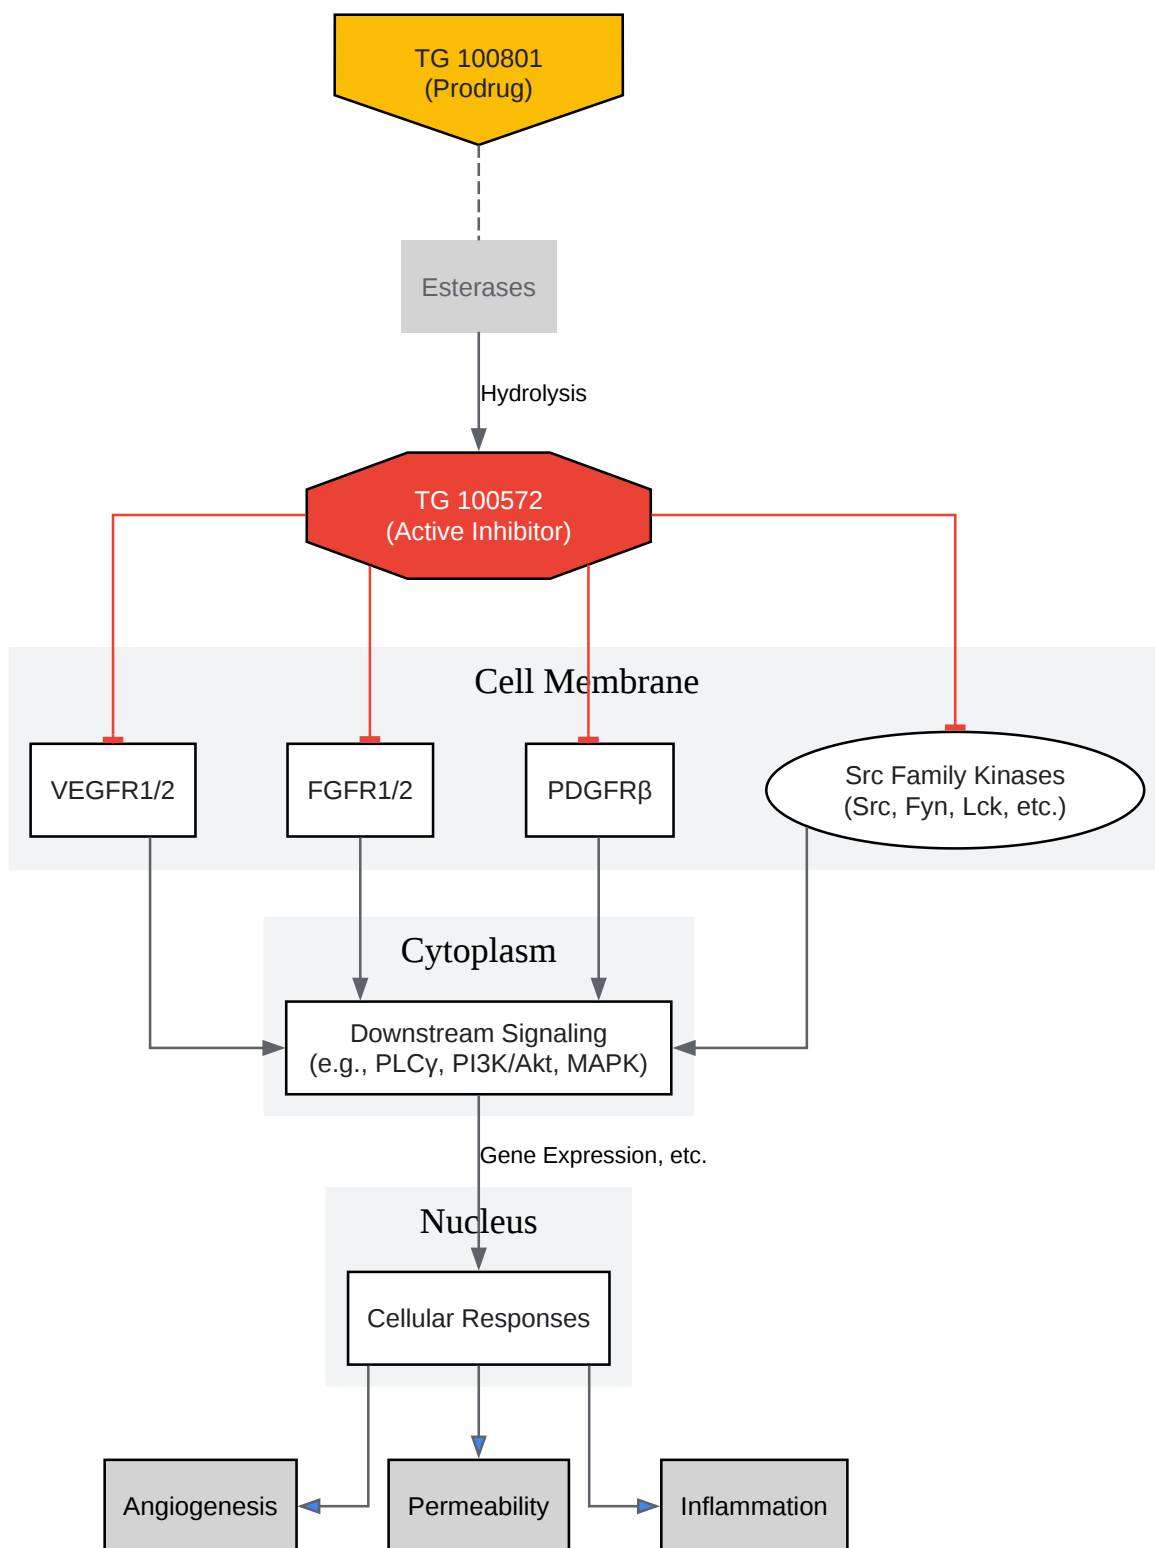 TG 100801
(Prodrug)
Esterases
Hydrolysis
TG 100572
(Active Inhibitor)
Cell Membrane
VEGFR1/2
FGFR1/2
PDGFRβ
Src Family Kinases
(Src, Fyn, Lck, etc.)
Cytoplasm
Downstream Signaling
(e.g., PLCγ, PI3K/Akt, MAPK)
Gene Expression, etc.
Nucleus
Cellular Responses
Angiogenesis
Permeability
Inflammation